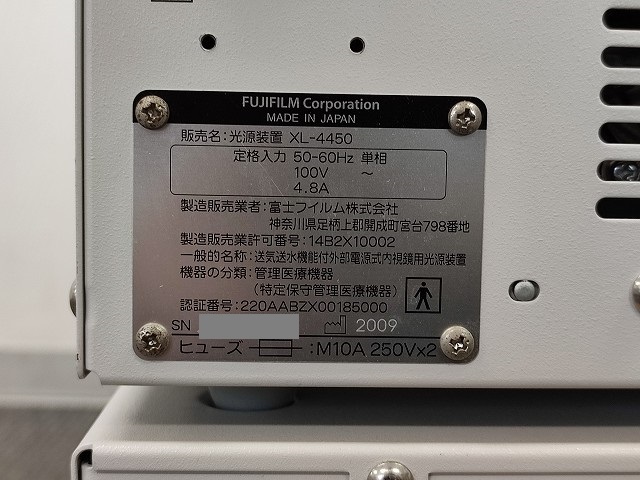 FUJIFILM Corporation
MADE IN JAPAN
販売名:光源装置 XL-4450
定格入力 50-60Hz 単相
100V ～
4.8A
製造販売業者:富士フイルム株式会社
神奈川県足柄上郡開成町宮台798番地
製造販売業許可番号:14B2X10002
一般的名称:送気送水機能付外部電源式内視鏡用光源装置
機器の分類:管理医療機器
(特定保守管理医療機器)
認証番号:220AABZX00185000
SN 2009
ヒューズ :M10A 250V×2